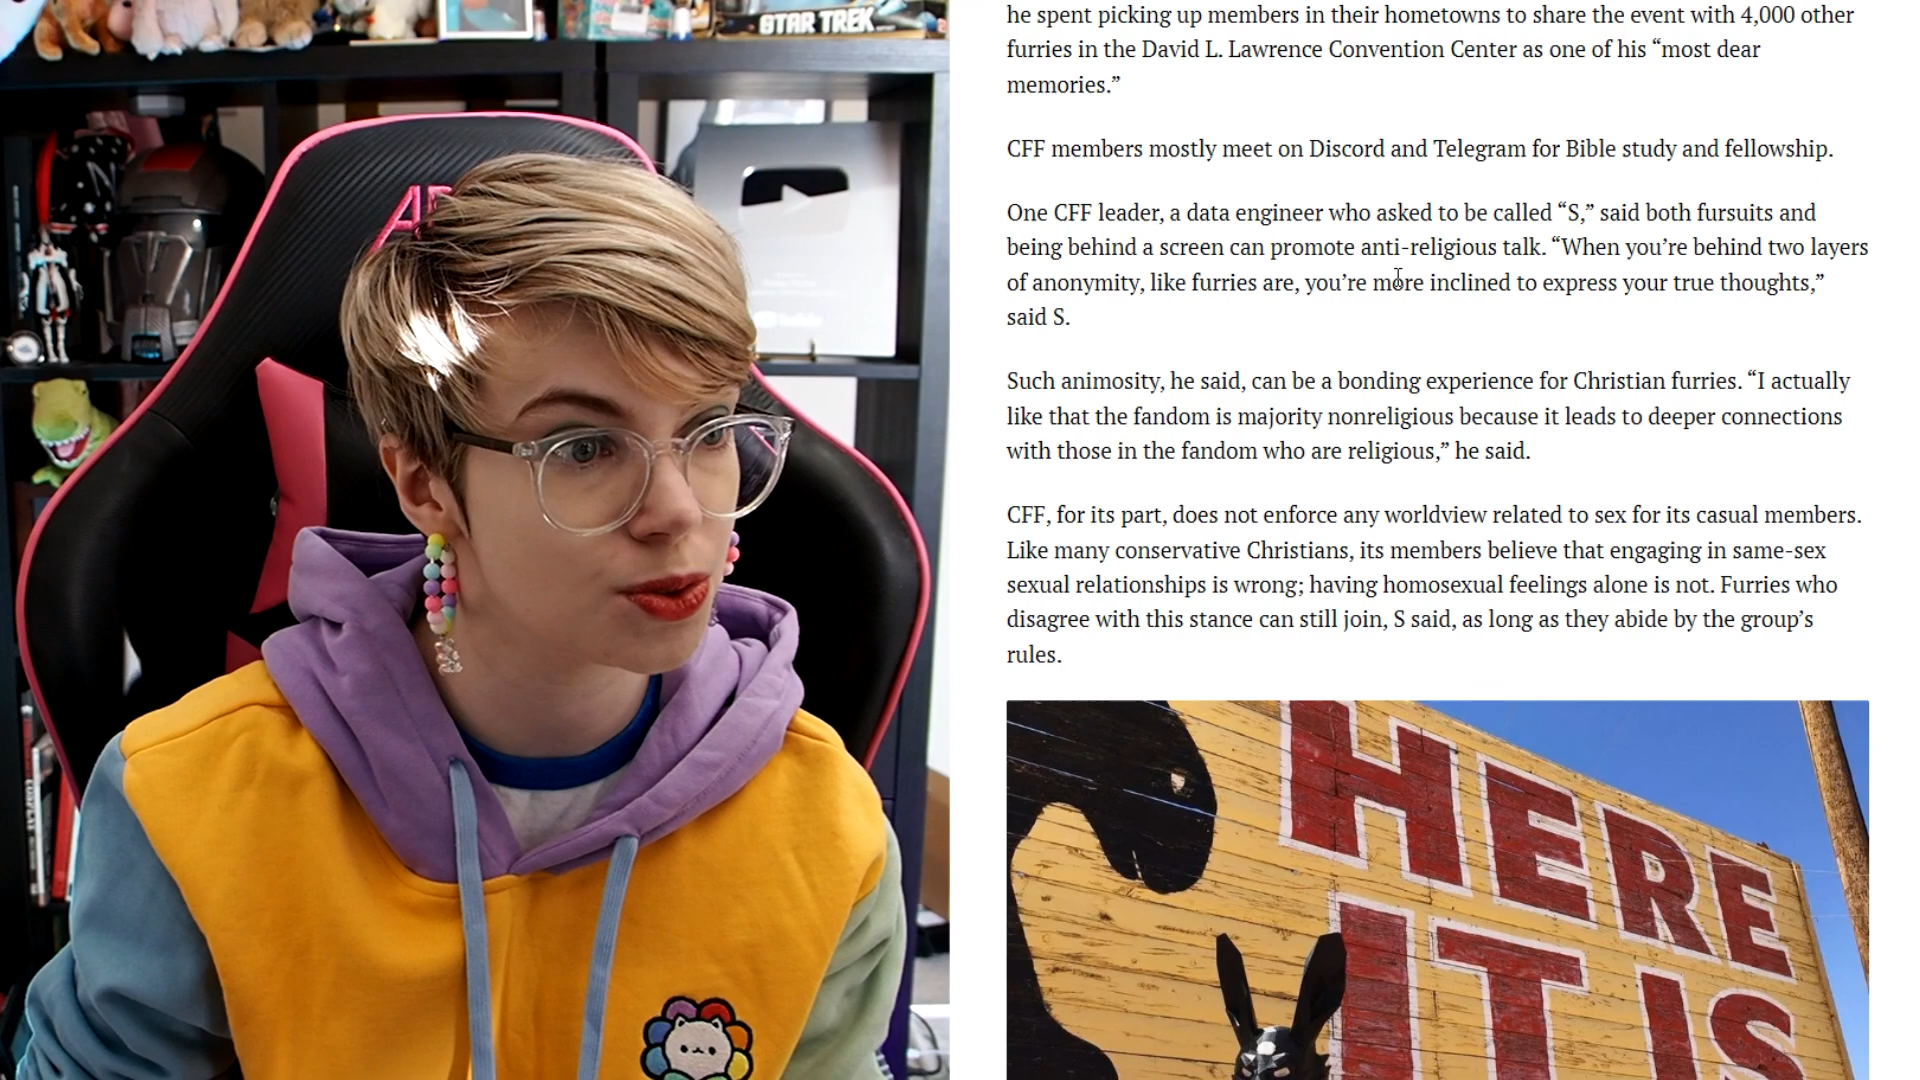 STAR TREK
he spent picking up members in their hometowns to share the event with 4,000 other
furries in the David L. Lawrence Convention Center as one of his “most dear
memories.”
CFF members mostly meet on Discord and Telegram for Bible study and fellowship.
One CFF leader, a data engineer who asked to be called “S,” said both fursuits and
being behind a screen can promote anti-religious talk. “When you’re behind two layers
of anonymity, like furries are, you’re more inclined to express your true thoughts,”
said S.
Such animosity, he said, can be a bonding experience for Christian furries. “I actually
like that the fandom is majority nonreligious because it leads to deeper connections
with those in the fandom who are religious,” he said.
CFF, for its part, does not enforce any worldview related to sex for its casual members.
Like many conservative Christians, its members believe that engaging in same-sex
sexual relationships is wrong; having homosexual feelings alone is not. Furries who
disagree with this stance can still join, S said, as long as they abide by the group’s
rules.
HERE
IT IS